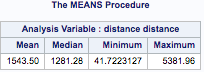 The MEANS Procedure
Analysis Variable : distance distance
Mean Median Minimum Maximum
1543.50 1281.28 41.7223127 5381.96